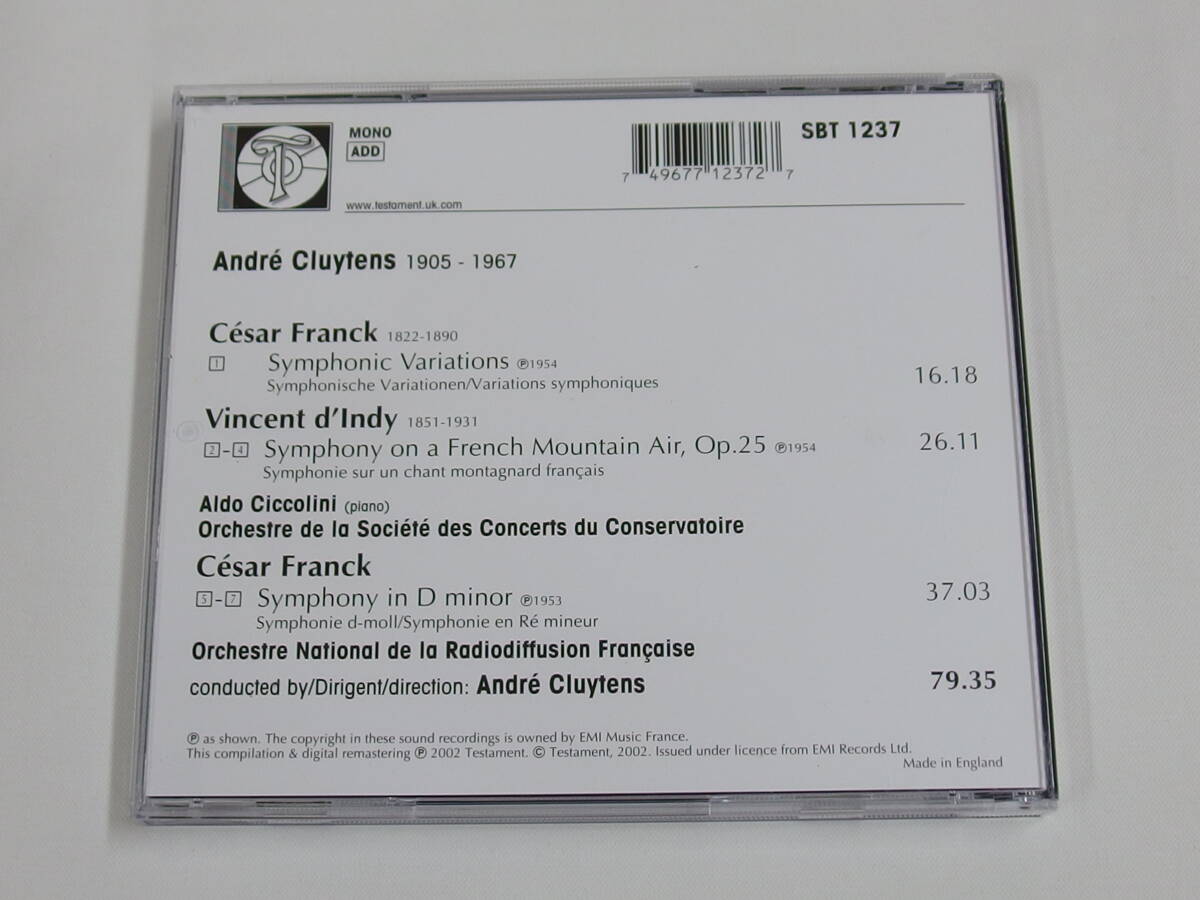 MONO
ADD
www.testament.uk.com
7 49677 12372 7
SBT 1237
André Cluytens 1905 - 1967
César Franck 1822-1890
1 Symphonic Variations ℗1954 16.18
Symphonische Variationen/Variations symphoniques
Vincent d'Indy 1851-1931
2-4 Symphony on a French Mountain Air, Op.25 ℗1954 26.11
Symphonie sur un chant montagnard français
Aldo Ciccolini (piano)
Orchestre de la Société des Concerts du Conservatoire
César Franck
5-7 Symphony in D minor ℗1953 37.03
Symphonie d-moll/Symphonie en Ré mineur
Orchestre National de la Radiodiffusion Française
conducted by/Dirigent/direction: André Cluytens 79.35
℗ as shown. The copyright in these sound recordings is owned by EMI Music France.
This compilation & digital remastering ℗ 2002 Testament. © Testament, 2002. Issued under licence from EMI Records Ltd.
Made in England